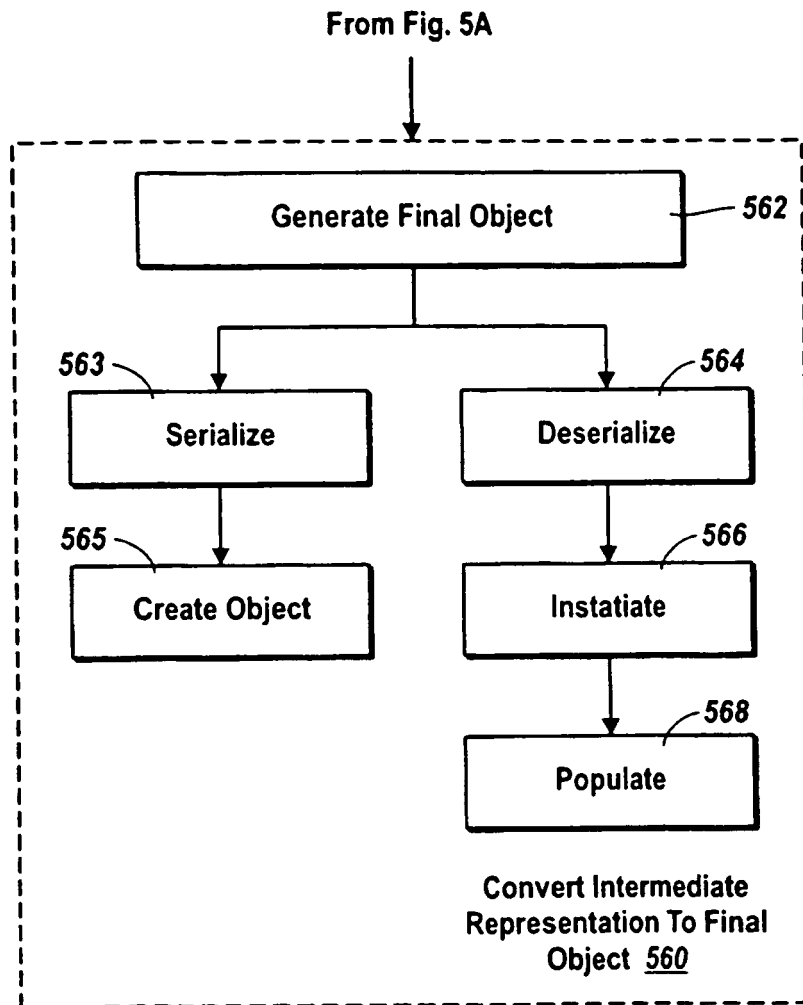 From Fig. 5A
Generate Final Object
562
563
564
Serialize
Deserialize
565
566
Create Object
Instatiate
568
Populate
Convert Intermediate
Representation To Final
Object 560